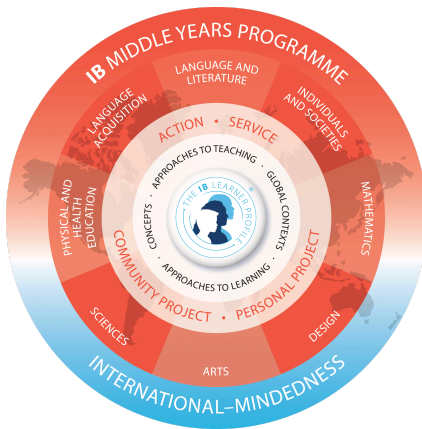 IB MIDDLE YEARS PROGRAMME
LANGUAGE AND
LITERATURE
LANGUAGE
ACQUISITION
INDIVIDUALS
AND SOCIETIES
PHYSICAL AND
HEALTH
EDUCATION
MATHEMATICS
SCIENCES
ARTS
DESIGN
ACTION • SERVICE
COMMUNITY PROJECT • PERSONAL PROJECT
APPROACHES TO TEACHING · GLOBAL CONTEXTS · APPROACHES TO LEARNING · CONCEPTS ·
THE IB LEARNER PROFILE ®
INTERNATIONAL–MINDEDNESS